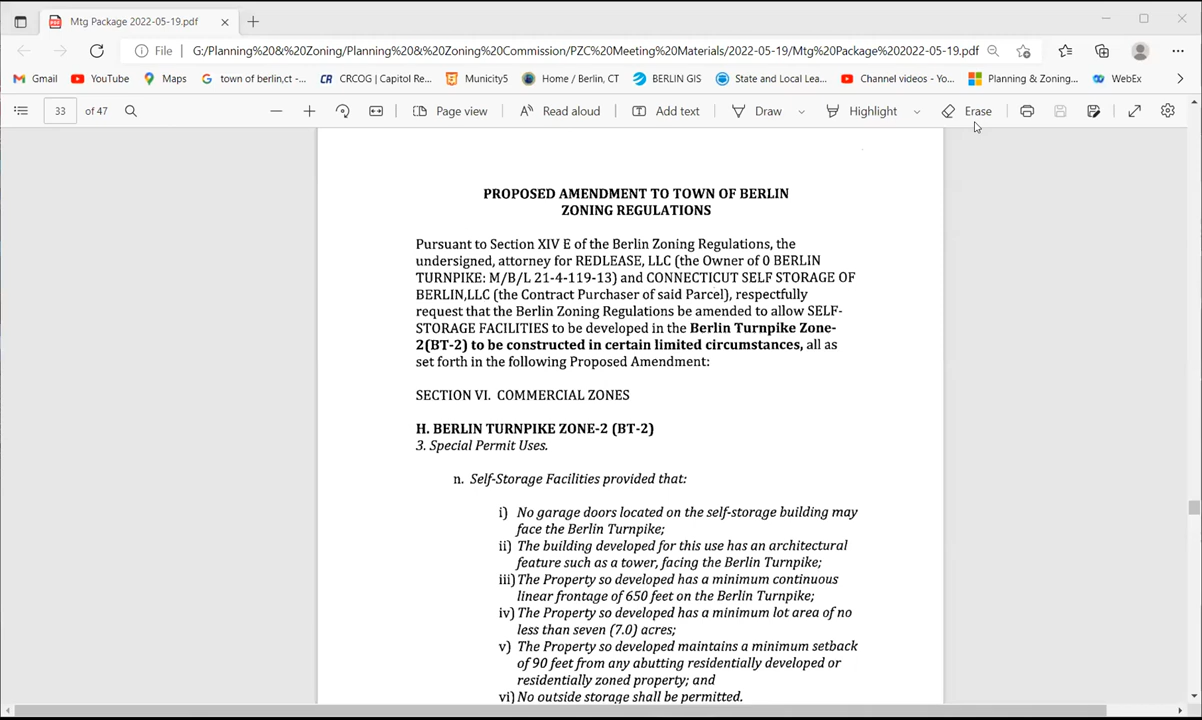 Mtg Package 2022-05-19.pdf
File G:/Planning%20&%20Zoning/Planning%20&%20Zoning%20Commission/PZC%20Meeting%20Materials/2022-05-19/Mtg%20Package%202022-05-19.pdf
Gmail YouTube Maps town of berlin,ct -... CRCOG | Capitol Re... Municity5 Home / Berlin, CT BERLIN GIS State and Local Lea... Channel videos - Yo... Planning & Zoning... WebEx
33 of 47 Page view Read aloud Add text Draw Highlight Erase
PROPOSED AMENDMENT TO TOWN OF BERLIN
ZONING REGULATIONS
Pursuant to Section XIV E of the Berlin Zoning Regulations, the
undersigned, attorney for REDLEASE, LLC (the Owner of 0 BERLIN
TURNPIKE: M/B/L 21-4-119-13) and CONNECTICUT SELF STORAGE OF
BERLIN,LLC (the Contract Purchaser of said Parcel), respectfully
request that the Berlin Zoning Regulations be amended to allow SELF-
STORAGE FACILITIES to be developed in the Berlin Turnpike Zone-
2(BT-2) to be constructed in certain limited circumstances, all as
set forth in the following Proposed Amendment:
SECTION VI. COMMERCIAL ZONES
H. BERLIN TURNPIKE ZONE-2 (BT-2)
3. Special Permit Uses.
n. Self-Storage Facilities provided that:
i) No garage doors located on the self-storage building may
face the Berlin Turnpike;
ii) The building developed for this use has an architectural
feature such as a tower, facing the Berlin Turnpike;
iii) The Property so developed has a minimum continuous
linear frontage of 650 feet on the Berlin Turnpike;
iv) The Property so developed has a minimum lot area of no
less than seven (7.0) acres;
v) The Property so developed maintains a minimum setback
of 90 feet from any abutting residentially developed or
residentially zoned property; and
vi) No outside storage shall be permitted.